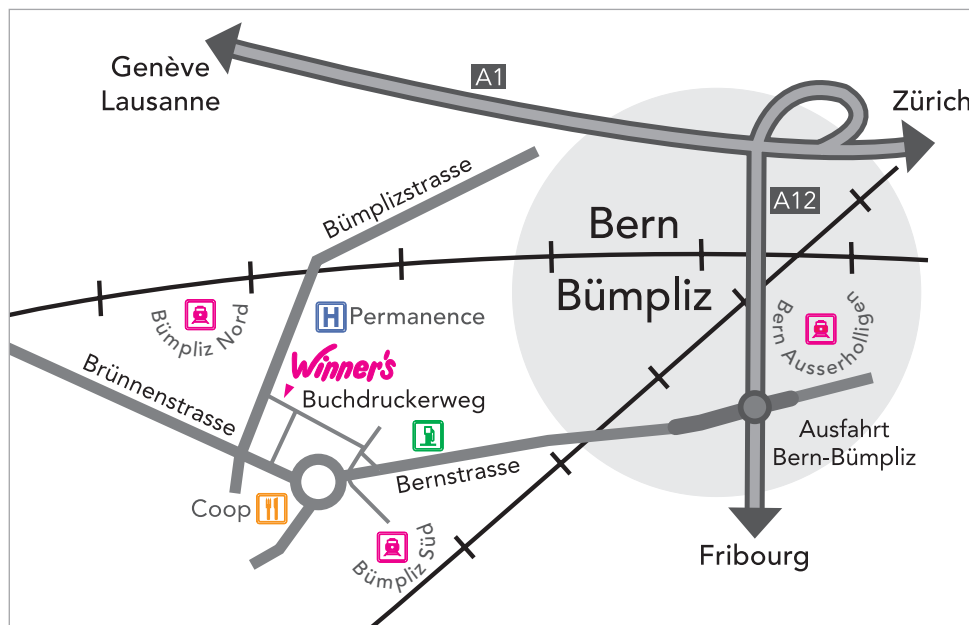 Genève
Lausanne
A1
Zürich
Bümplizstrasse
A12
Bern
Bümpliz
Bümpliz Nord
H Permanence
Bern Ausserholligen
Winner's
Brünnenstrasse
Buchdruckerweg
Ausfahrt
Bern-Bümpliz
Bernstrasse
Coop
Bümpliz Süd
Fribourg